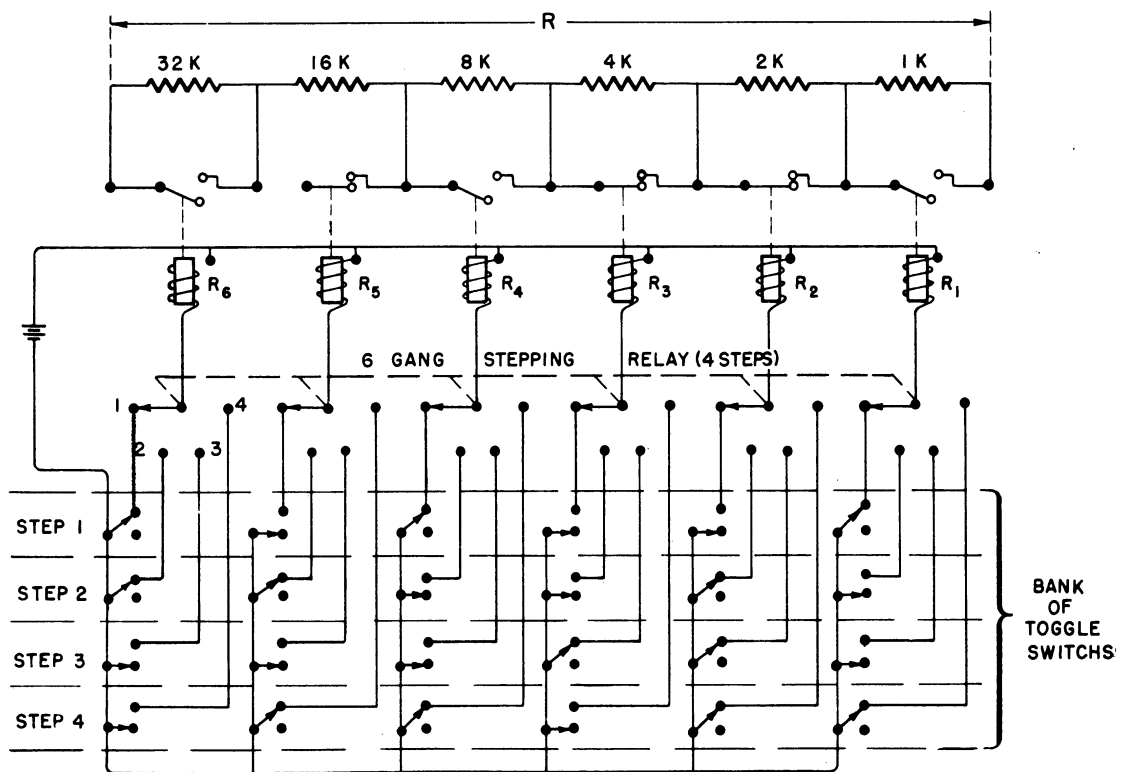 R
32 K 16 K 8 K 4 K 2 K 1 K
R6 R5 R4 R3 R2 R1
6 GANG STEPPING RELAY (4 STEPS)
1 4
2 3
STEP 1
STEP 2
STEP 3
STEP 4
BANK
OF
TOGGLE
SWITCHS